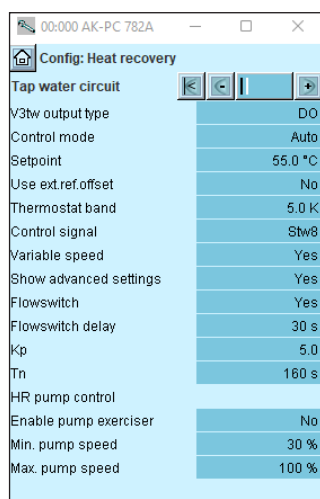 00:000 AK-PC 782A
Config: Heat recovery
Tap water circuit
V3tw output type DO
Control mode Auto
Setpoint 55.0 °C
Use ext.ref.offset No
Thermostat band 5.0 K
Control signal Stw8
Variable speed Yes
Show advanced settings Yes
Flowswitch Yes
Flowswitch delay 30 s
Kp 5.0
Tn 160 s
HR pump control
Enable pump exerciser No
Min. pump speed 30 %
Max. pump speed 100 %